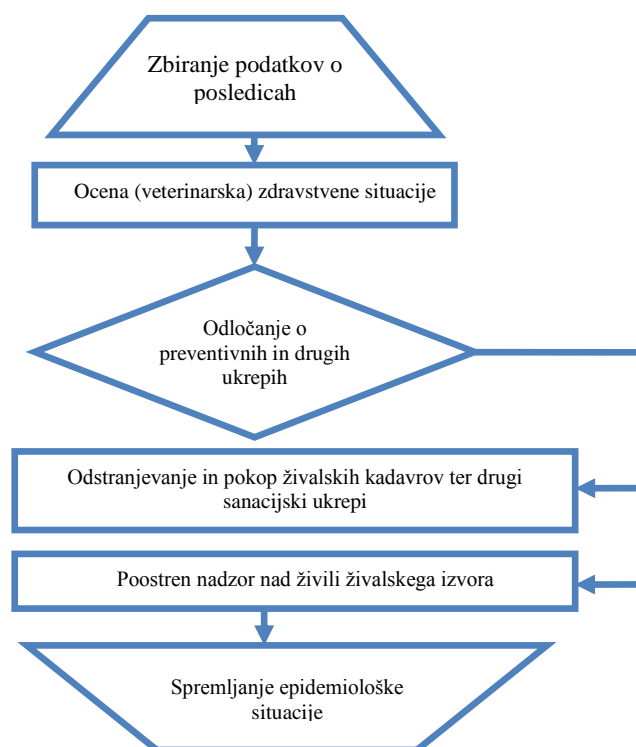 Zbiranje podatkov o
posledicah
Ocena (veterinarska) zdravstvene situacije
Odločanje o
preventivnih in drugih
ukrepih
Odstranjevanje in pokop živalskih kadavrov ter drugi
sanacijski ukrepi
Poostren nadzor nad živili živalskega izvora
Spremljanje epidemiološke
situacije